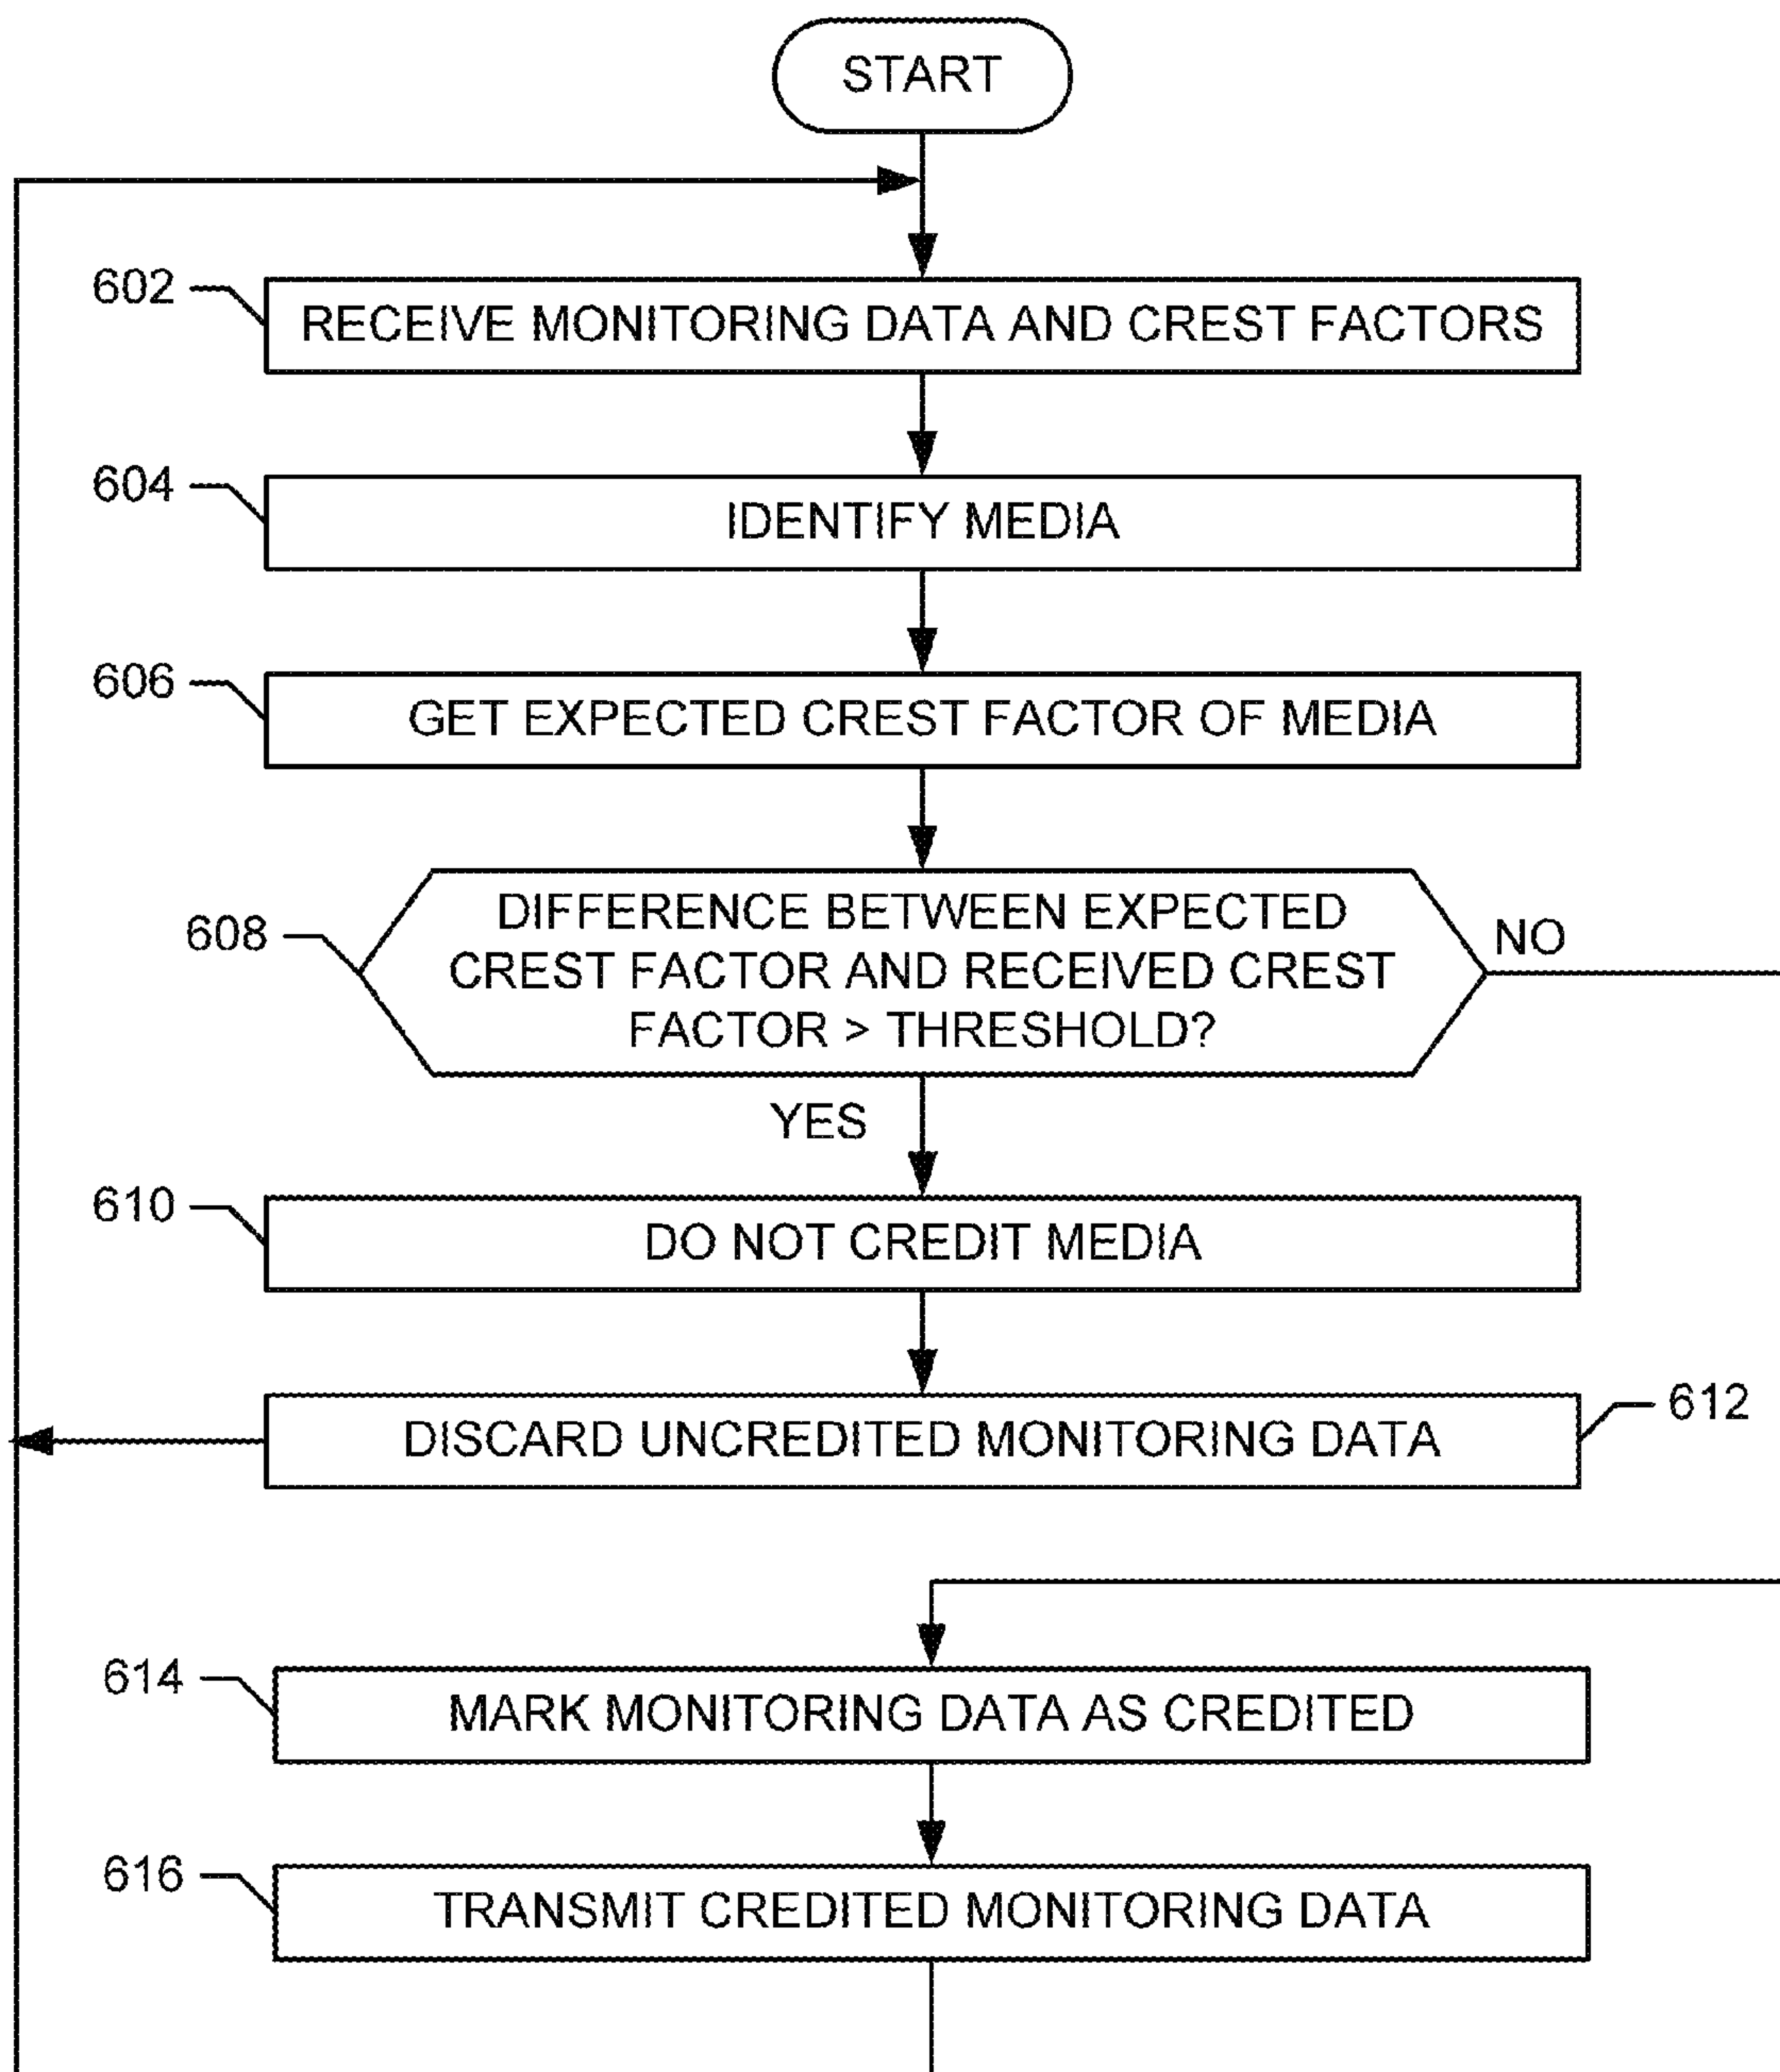 START
602
RECEIVE MONITORING DATA AND CREST FACTORS
604
IDENTIFY MEDIA
606
GET EXPECTED CREST FACTOR OF MEDIA
608
DIFFERENCE BETWEEN EXPECTED
CREST FACTOR AND RECEIVED CREST
FACTOR > THRESHOLD?
NO
YES
610
DO NOT CREDIT MEDIA
612
DISCARD UNCREDITED MONITORING DATA
614
MARK MONITORING DATA AS CREDITED
616
TRANSMIT CREDITED MONITORING DATA